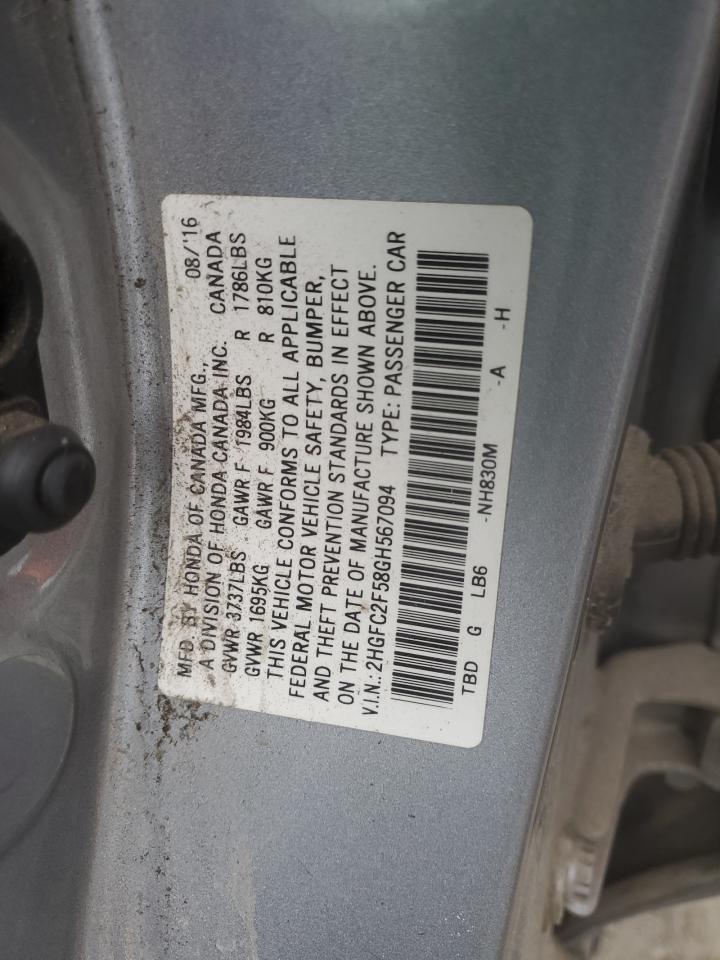 MFD. BY HONDA OF CANADA MFG., 08/'16
A DIVISION OF HONDA CANADA INC. CANADA
GVWR 3737LBS GAWR F 1984LBS R 1786LBS
GVWR 1695KG GAWR F 900KG R 810KG
THIS VEHICLE CONFORMS TO ALL APPLICABLE
FEDERAL MOTOR VEHICLE SAFETY, BUMPER,
AND THEFT PREVENTION STANDARDS IN EFFECT
ON THE DATE OF MANUFACTURE SHOWN ABOVE.
V.I.N.: 2HGFC2F58GH567094 TYPE: PASSENGER CAR
TBD G LB6 -NH830M -A -H